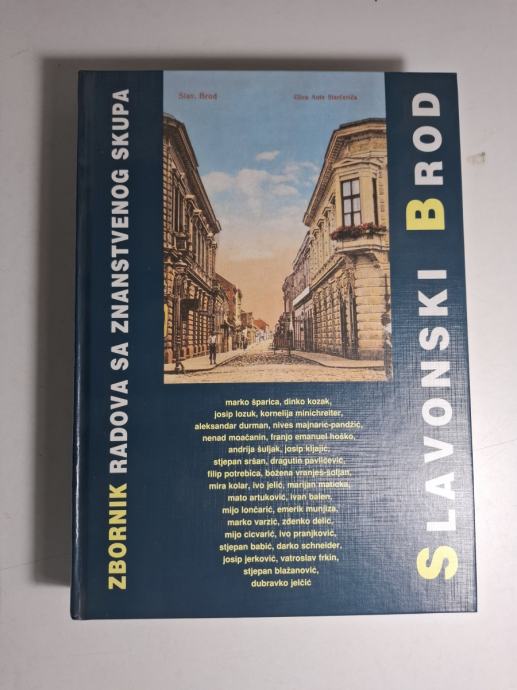 ZBORNIK RADOVA SA ZNANSTVENOG SKUPA
Slav. Brod
Ulica Ante Starčevića
SLAVONSKI BROD
marko šparica, dinko kozak,
josip lozuk, kornelija minichreiter,
aleksandar durman, nives majnarić-pandžić,
nenad moačanin, franjo emanuel hoško,
andrija šuljak, josip kljajić,
stjepan sršan, dragutin pavličević,
filip potrebica, božena vranješ-šoljan,
mira kolar, ivo jelić, marijan maticka,
mato artuković, ivan balen,
mijo lončarić, emerik munjiza,
marko varzić, zdenko delić,
mijo cicvarić, ivo pranjković,
stjepan babić, darko schneider,
josip jerković, vatroslav frkin,
stjepan blažanović,
dubravko jelčić